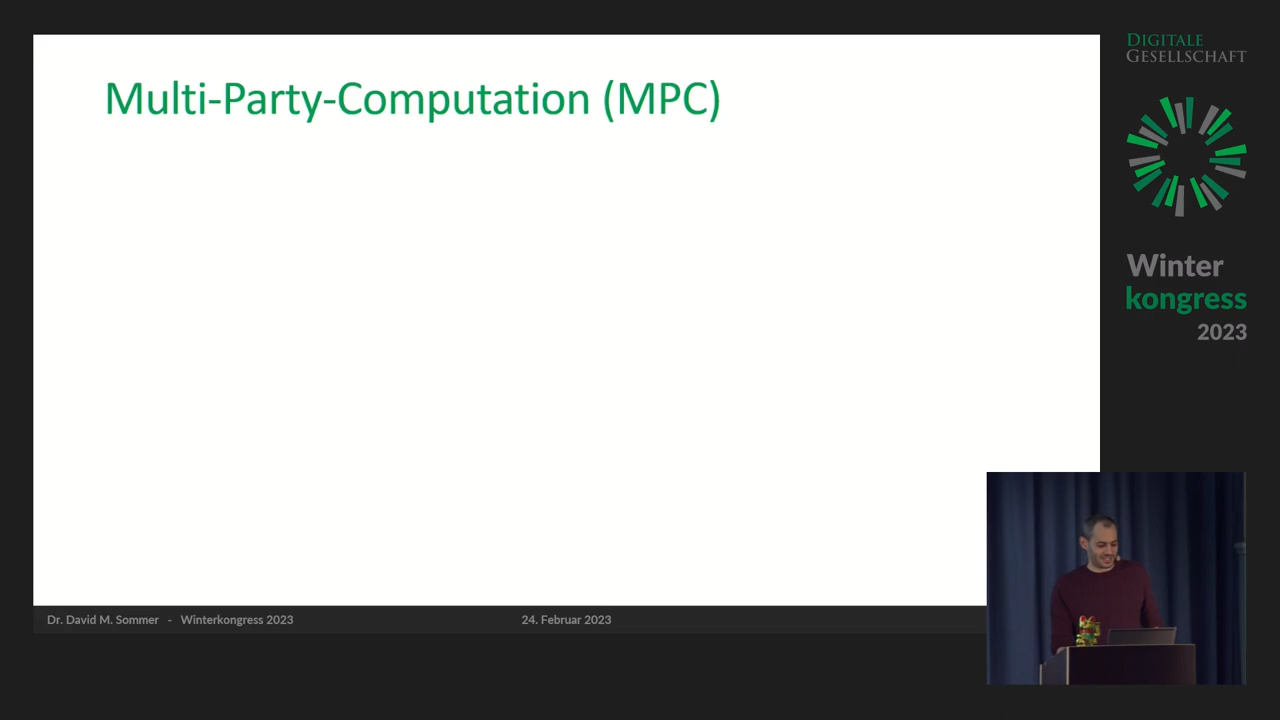 Multi-Party-Computation (MPC)
DIGITALE
GESELLSCHAFT
Winter
kongress
2023
Dr. David M. Sommer - Winterkongress 2023
24. Februar 2023